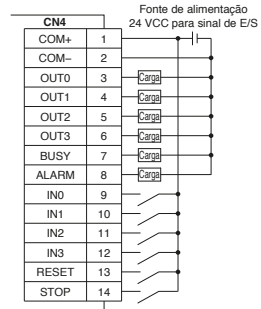 Fonte de alimentação
24 VCC para sinal de E/S
CN4
COM+ 1
COM– 2
OUT0 3 Carga
OUT1 4 Carga
OUT2 5 Carga
OUT3 6 Carga
BUSY 7 Carga
ALARM 8 Carga
IN0 9
IN1 10
IN2 11
IN3 12
RESET 13
STOP 14